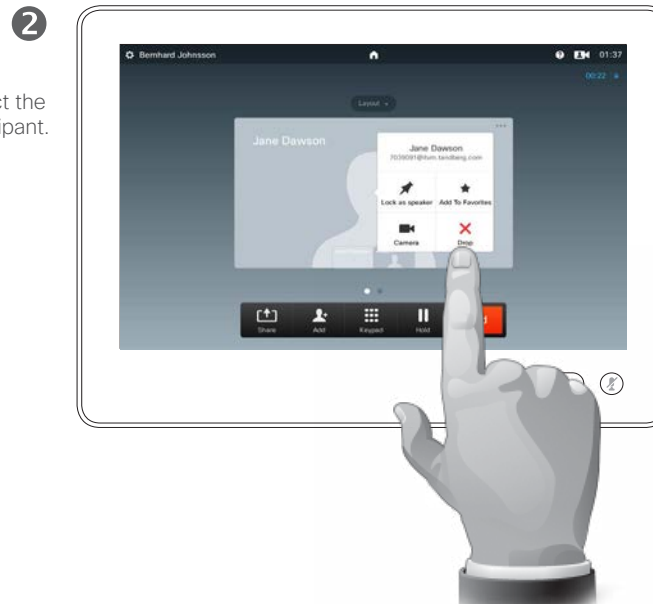 2
ct the
ipant.
Bernhard Johnsson
01:37
00:22
Layout
Jane Dawson
Jane Dawson
Lock as speaker
Add To Favorites
Camera
Drop
Share
Add
Keypad
Hold
d